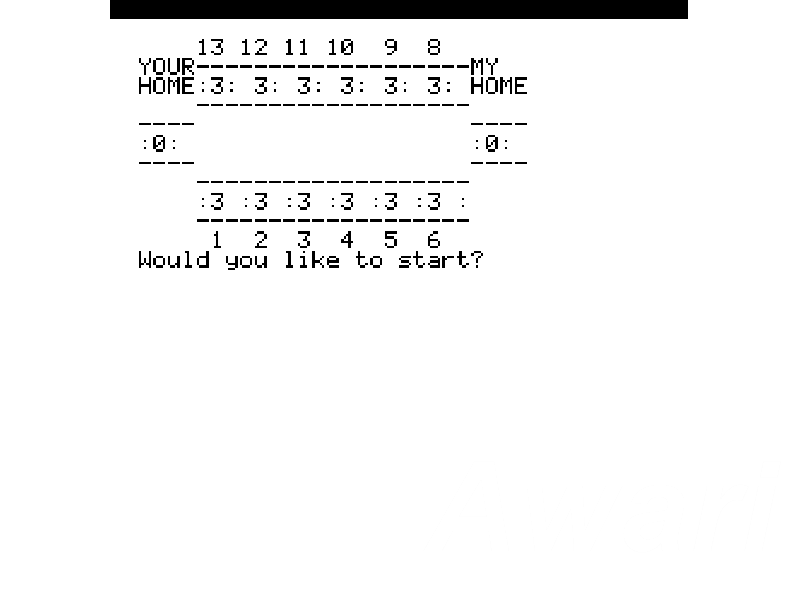 13 12 11 10  9  8
YOUR-------------------MY
HOME:3: 3: 3: 3: 3: 3: HOME
-------------------
----                   ----
:0:                    :0:
----                   ----
-------------------
:3 :3 :3 :3 :3 :3 :
-------------------
1  2  3  4  5  6
Would you like to start?